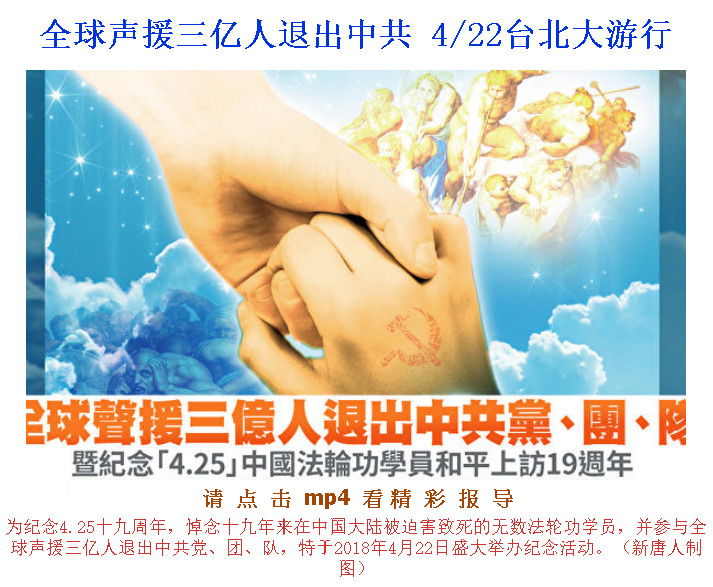 全球声援三亿人退出中共 4/22台北大游行
全球聲援三億人退出中共黨、團、隊
暨紀念「4.25」中國法輪功學員和平上訪19週年
请 点 击 mp4 看 精 彩 报 导
为纪念4.25十九周年，悼念十九年来在中国大陆被迫害致死的无数法轮功学员，并参与全
球声援三亿人退出中共党、团、队，特于2018年4月22日盛大举办纪念活动。（新唐人制
图）